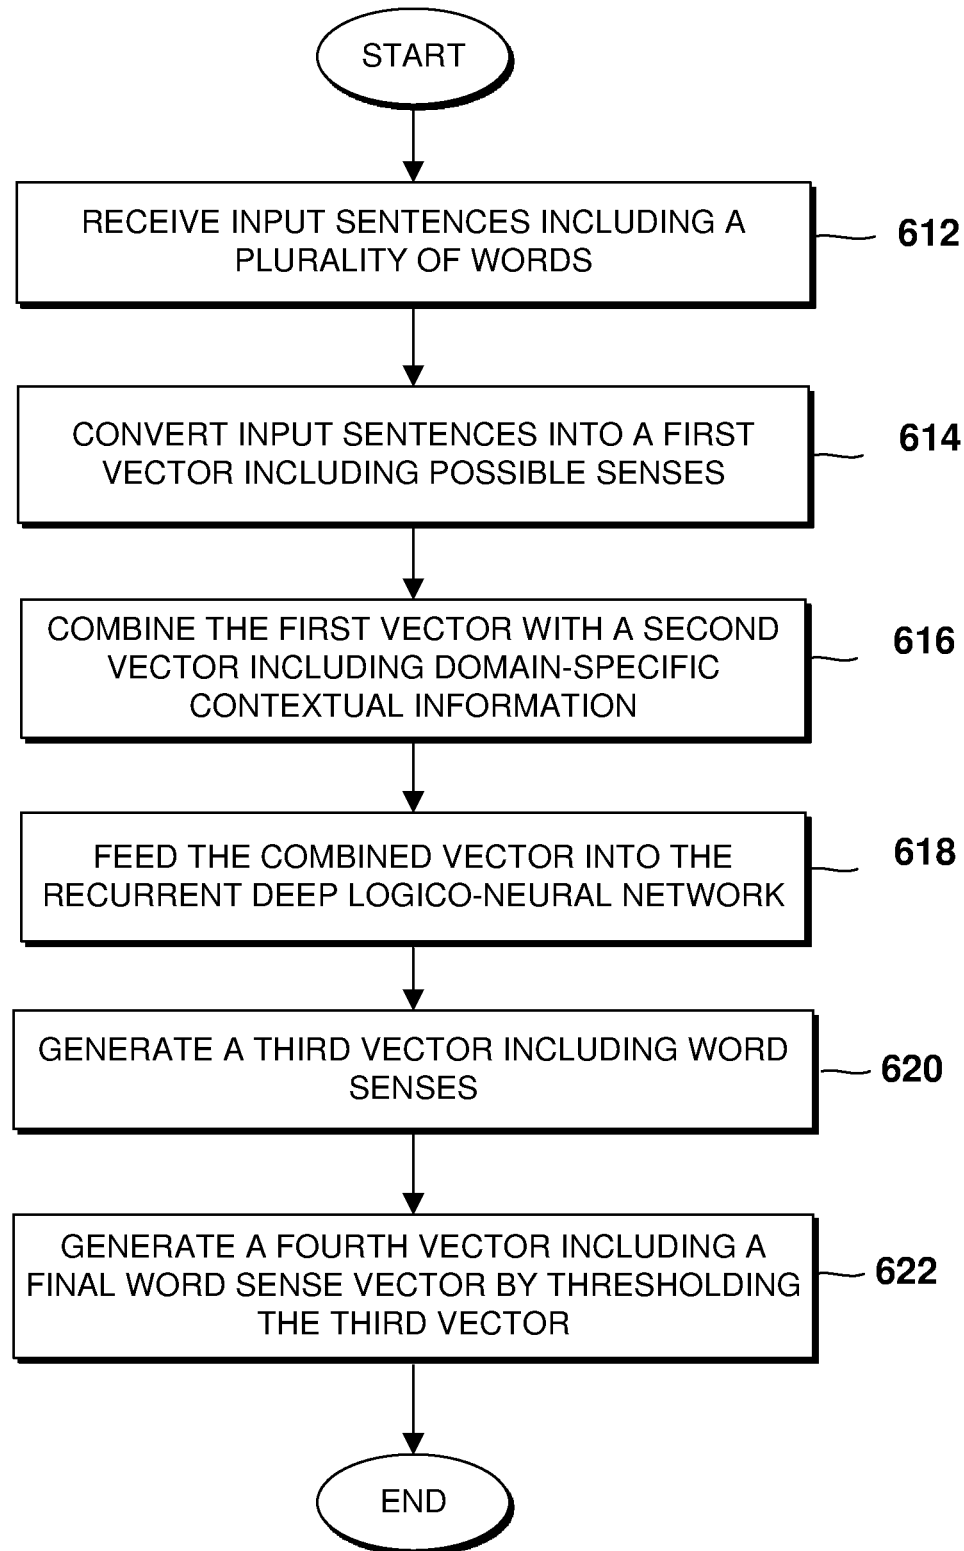 START
RECEIVE INPUT SENTENCES INCLUDING A
PLURALITY OF WORDS
612
CONVERT INPUT SENTENCES INTO A FIRST
VECTOR INCLUDING POSSIBLE SENSES
614
COMBINE THE FIRST VECTOR WITH A SECOND
VECTOR INCLUDING DOMAIN-SPECIFIC
CONTEXTUAL INFORMATION
616
FEED THE COMBINED VECTOR INTO THE
RECURRENT DEEP LOGICO-NEURAL NETWORK
618
GENERATE A THIRD VECTOR INCLUDING WORD
SENSES
620
GENERATE A FOURTH VECTOR INCLUDING A
FINAL WORD SENSE VECTOR BY THRESHOLDING
THE THIRD VECTOR
622
END